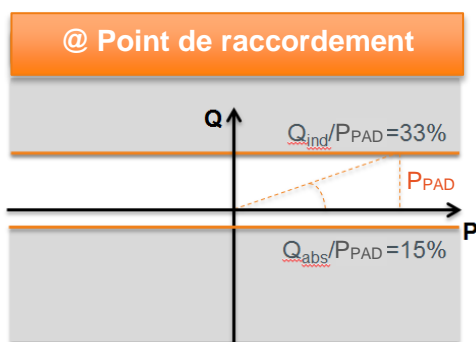 @ Point de raccordement
Q
Qind/PPAD =33%
PPAD
P
Qabs/PPAD =15%